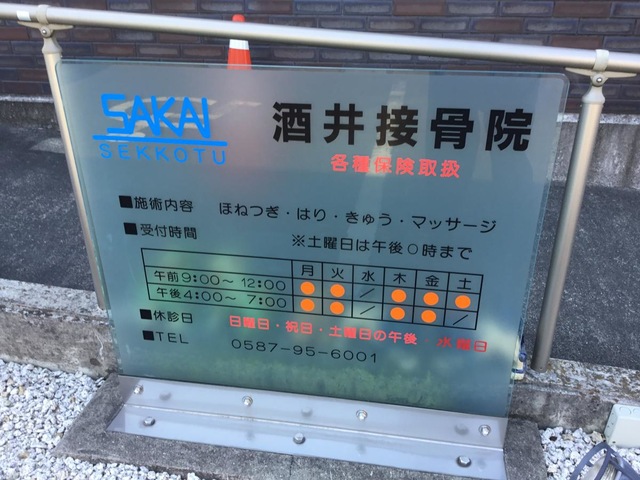 SAKAI
SEKKOTU
酒井接骨院
各種保険取扱
■施術内容 ほねつぎ・はり・きゅう・マッサージ
■受付時間 ※土曜日は午後0時まで
月 火 水 木 金 土
午前9:00～12:00 ● ● ／ ● ● ●
午後4:00～7:00 ● ● ／ ● ● ／
■休診日 日曜日・祝日・土曜日の午後・水曜日
■TEL 0587-95-6001